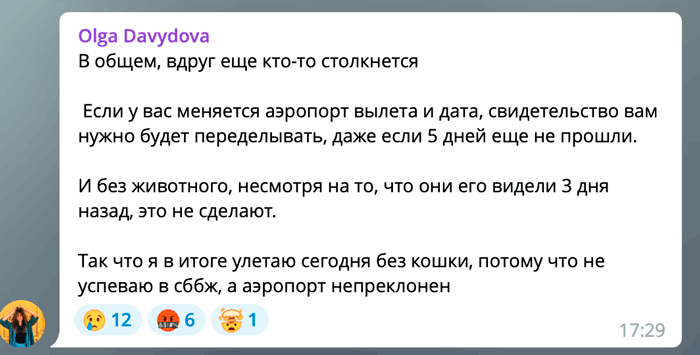 Olga Davydova
В общем, вдруг еще кто-то столкнется
Если у вас меняется аэропорт вылета и дата, свидетельство вам
нужно будет переделывать, даже если 5 дней еще не прошли.
И без животного, несмотря на то, что они его видели 3 дня
назад, это не сделают.
Так что я в итоге улетаю сегодня без кошки, потому что не
успеваю в сббж, а аэропорт непреклонен
12 6 1
17:29